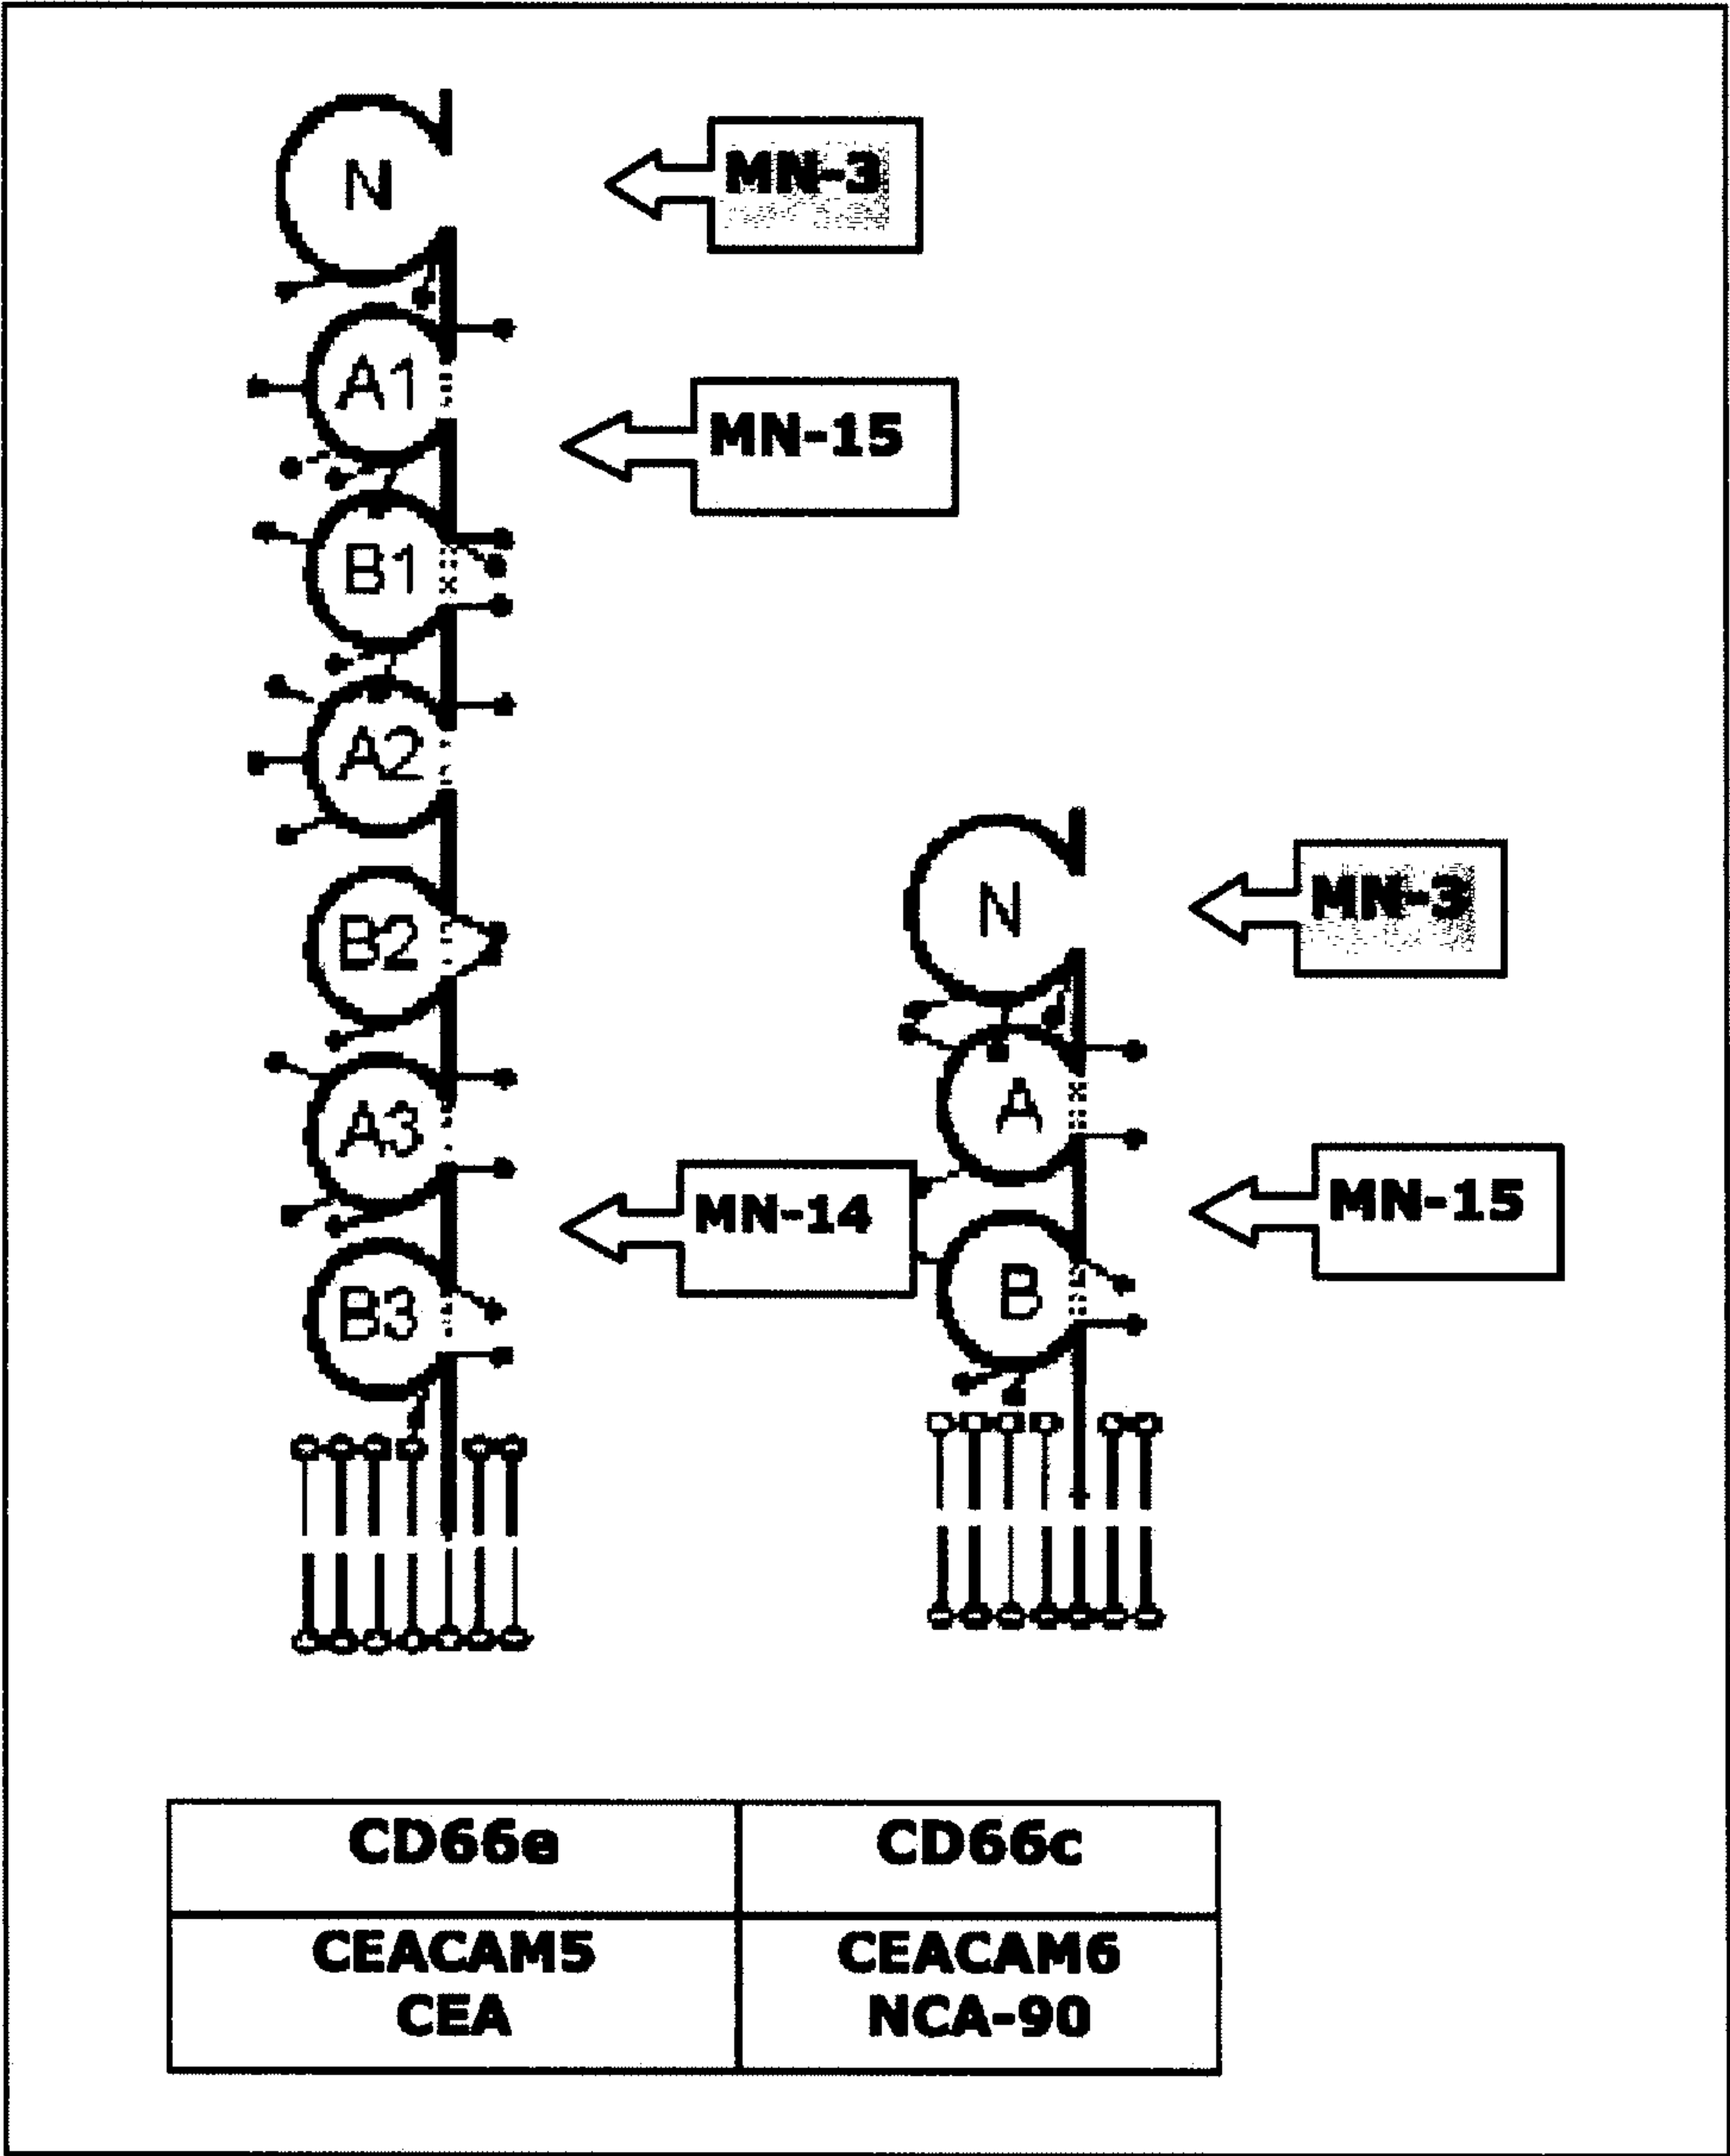 N
MN-3
A1
MN-15
B1
A2
B2
A3
MN-14
B3
N
MN-3
A
MN-15
B
CD66e
CD66c
CEACAM5
CEA
CEACAM6
NCA-90